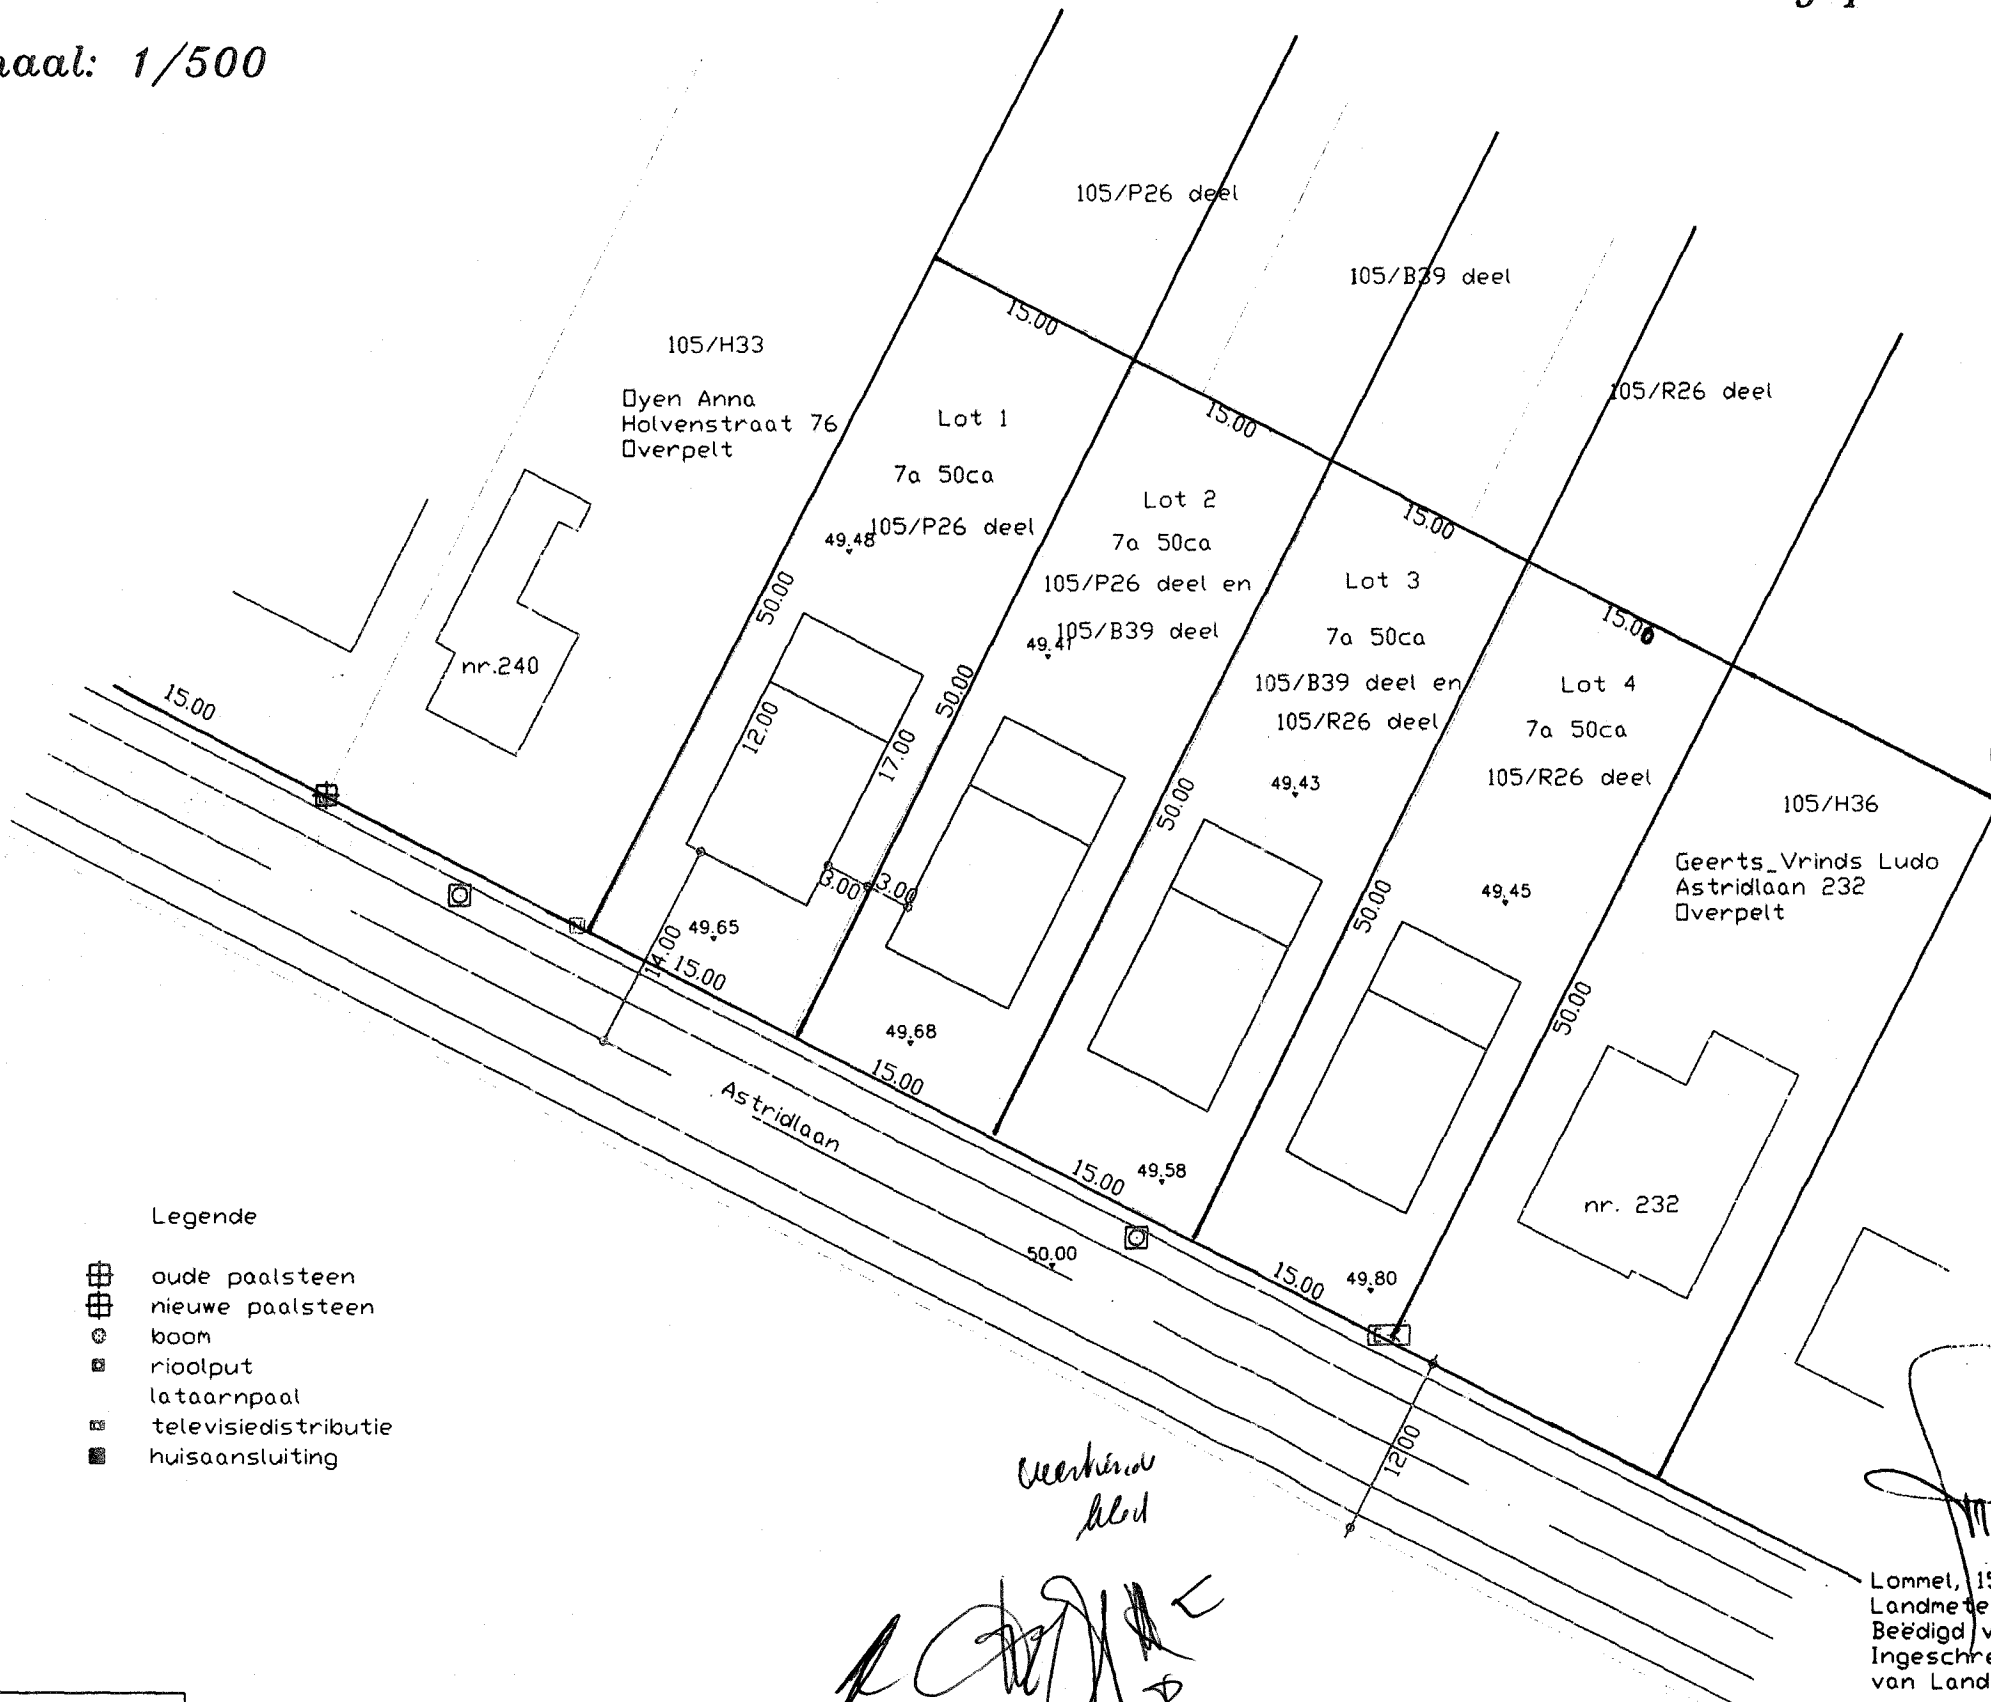 1/500
105/P26 deel
105/B39 deel
105/R26 deel
105/H33
Oyen Anna
Holvenstraat 76
Overpelt
15.00
15.00
15.00
15.00
Lot 1
7a 50ca
105/P26 deel
49.48
Lot 2
7a 50ca
105/P26 deel en
105/B39 deel
49.41
Lot 3
7a 50ca
105/B39 deel en
105/R26 deel
49.43
Lot 4
7a 50ca
105/R26 deel
49.45
105/H36
Geerts_Vrinds Ludo
Astridlaan 232
Overpelt
nr.240
15.00
50.00
50.00
50.00
50.00
50.00
12.00
17.00
3.00
3.00
14.00
49.65
15.00
49.68
15.00
Astridlaan
15.00
49.58
50.00
15.00
49.80
nr. 232
12.00
Legende
oude paalsteen
nieuwe paalsteen
boom
rioolput
lataarnpaal
televisiedistributie
huisaansluiting
Lommel,
Beëdigd
van